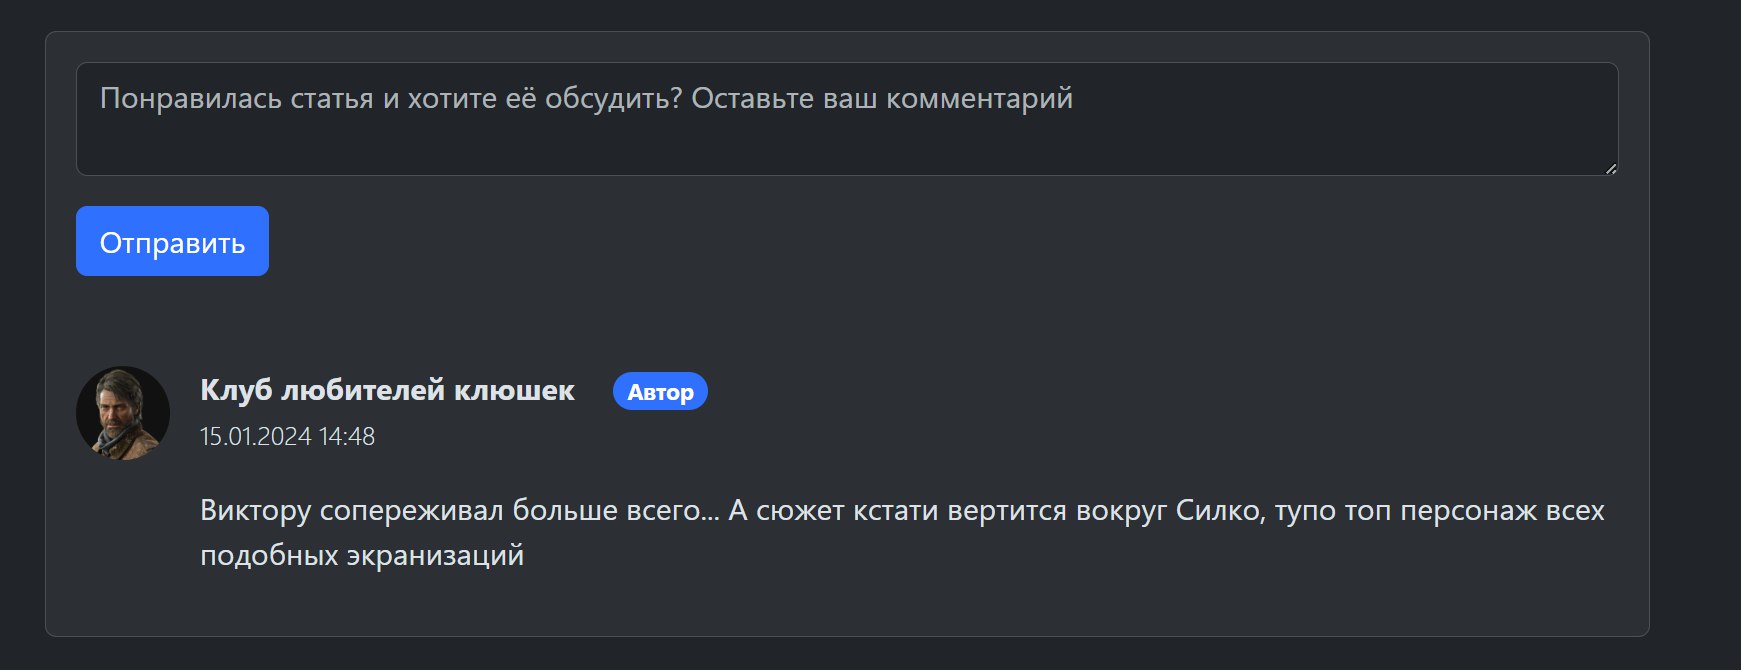 Понравилась статья и хотите её обсудить? Оставьте ваш комментарий
Отправить
Клуб любителей клюшек Автор
15.01.2024 14:48
Виктору сопереживал больше всего... А сюжет кстати вертится вокруг Силко, тупо топ персонаж всех
подобных экранизаций